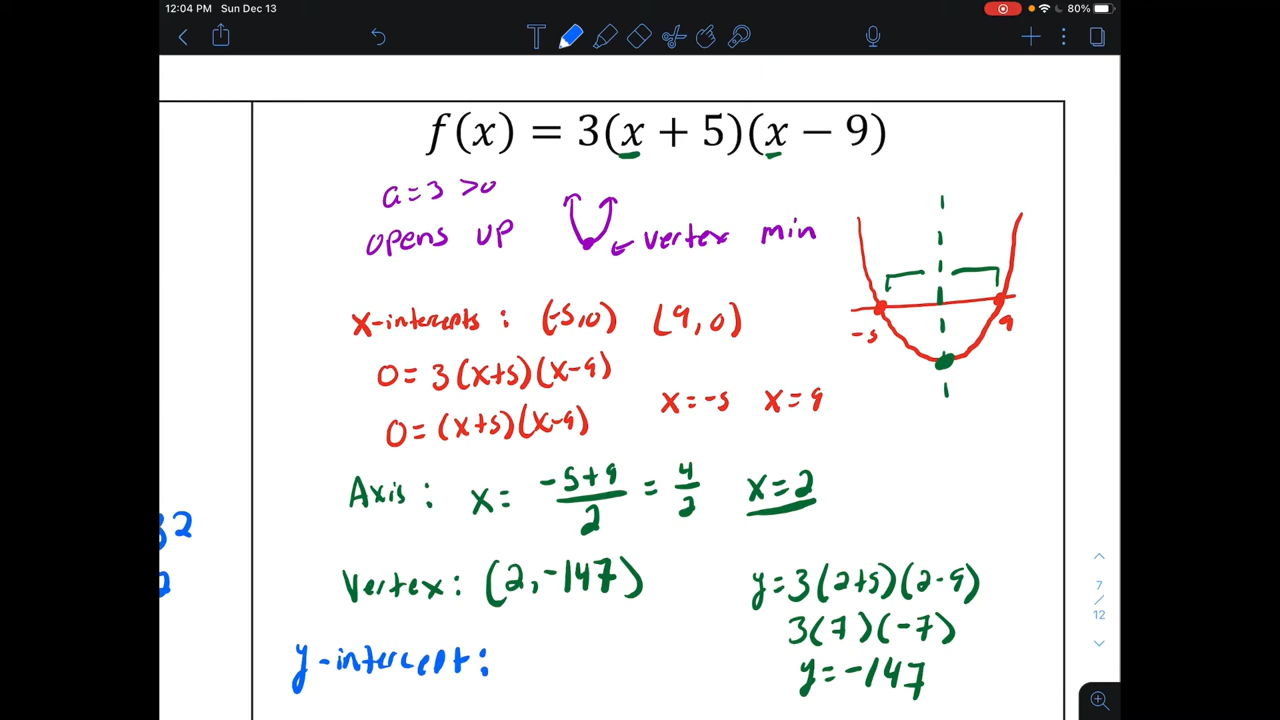 12:04 PM Sun Dec 13
80%
T
f(x) = 3(x + 5)(x − 9)
a = 3 >0
opens up
vertex min
x-intercepts : (-5,0) (9, 0)
-5
9
0= 3(x+5)(x-9)
x=-5 x=9
0= (x+5)(x-9)
Axis : x= -5+9/2 = 4/2 x=2
32
Vertex: (2, -147)
y=3(2+5)(2-9)
7
/
12
3(7)(-7)
y-intercept:
y=-147